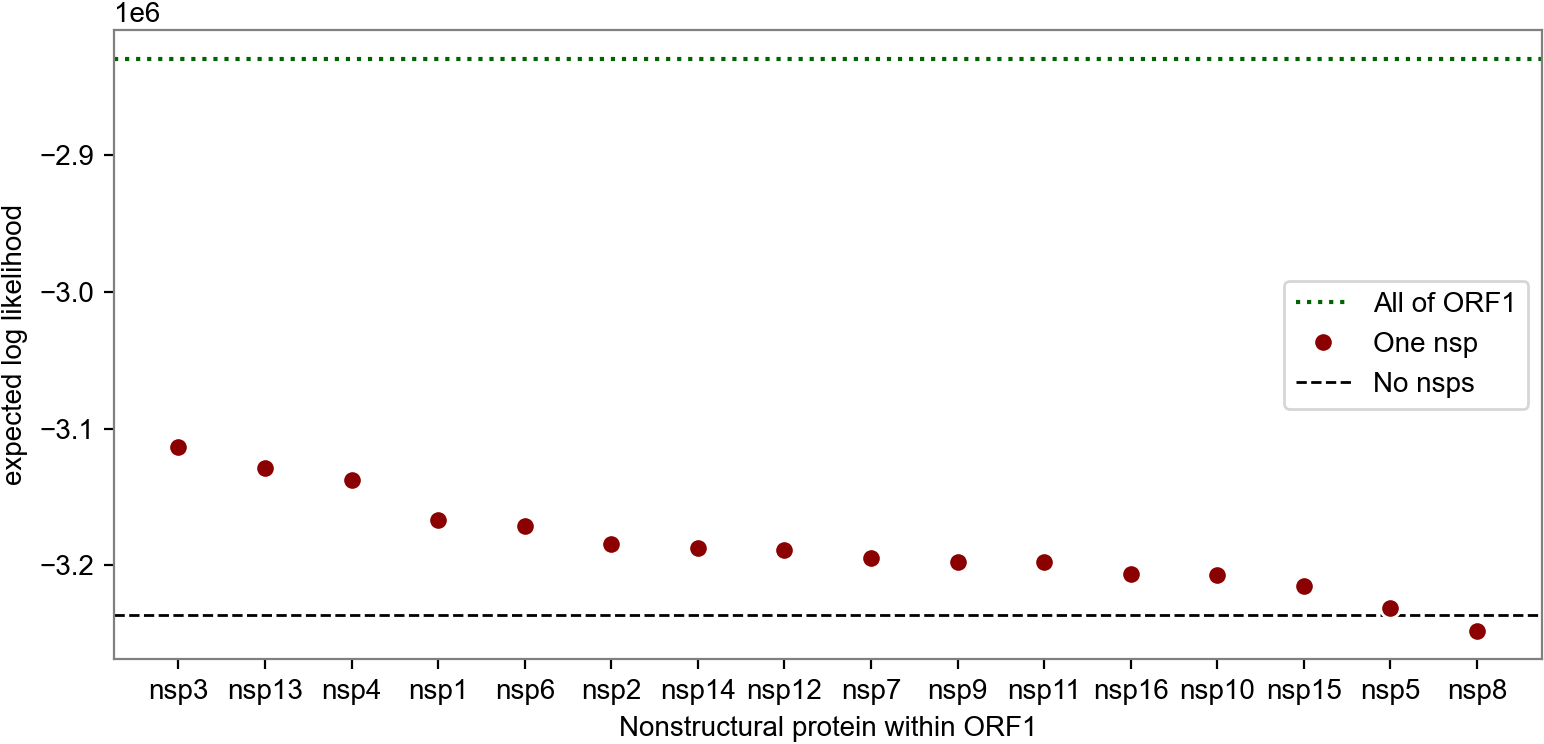 1e6
−2.9
−3.0
−3.1
−3.2
expected log likelihood
All of ORF1
One nsp
No nsps
nsp3 nsp13 nsp4 nsp1 nsp6 nsp2 nsp14 nsp12 nsp7 nsp9 nsp11 nsp16 nsp10 nsp15 nsp5 nsp8
Nonstructural protein within ORF1